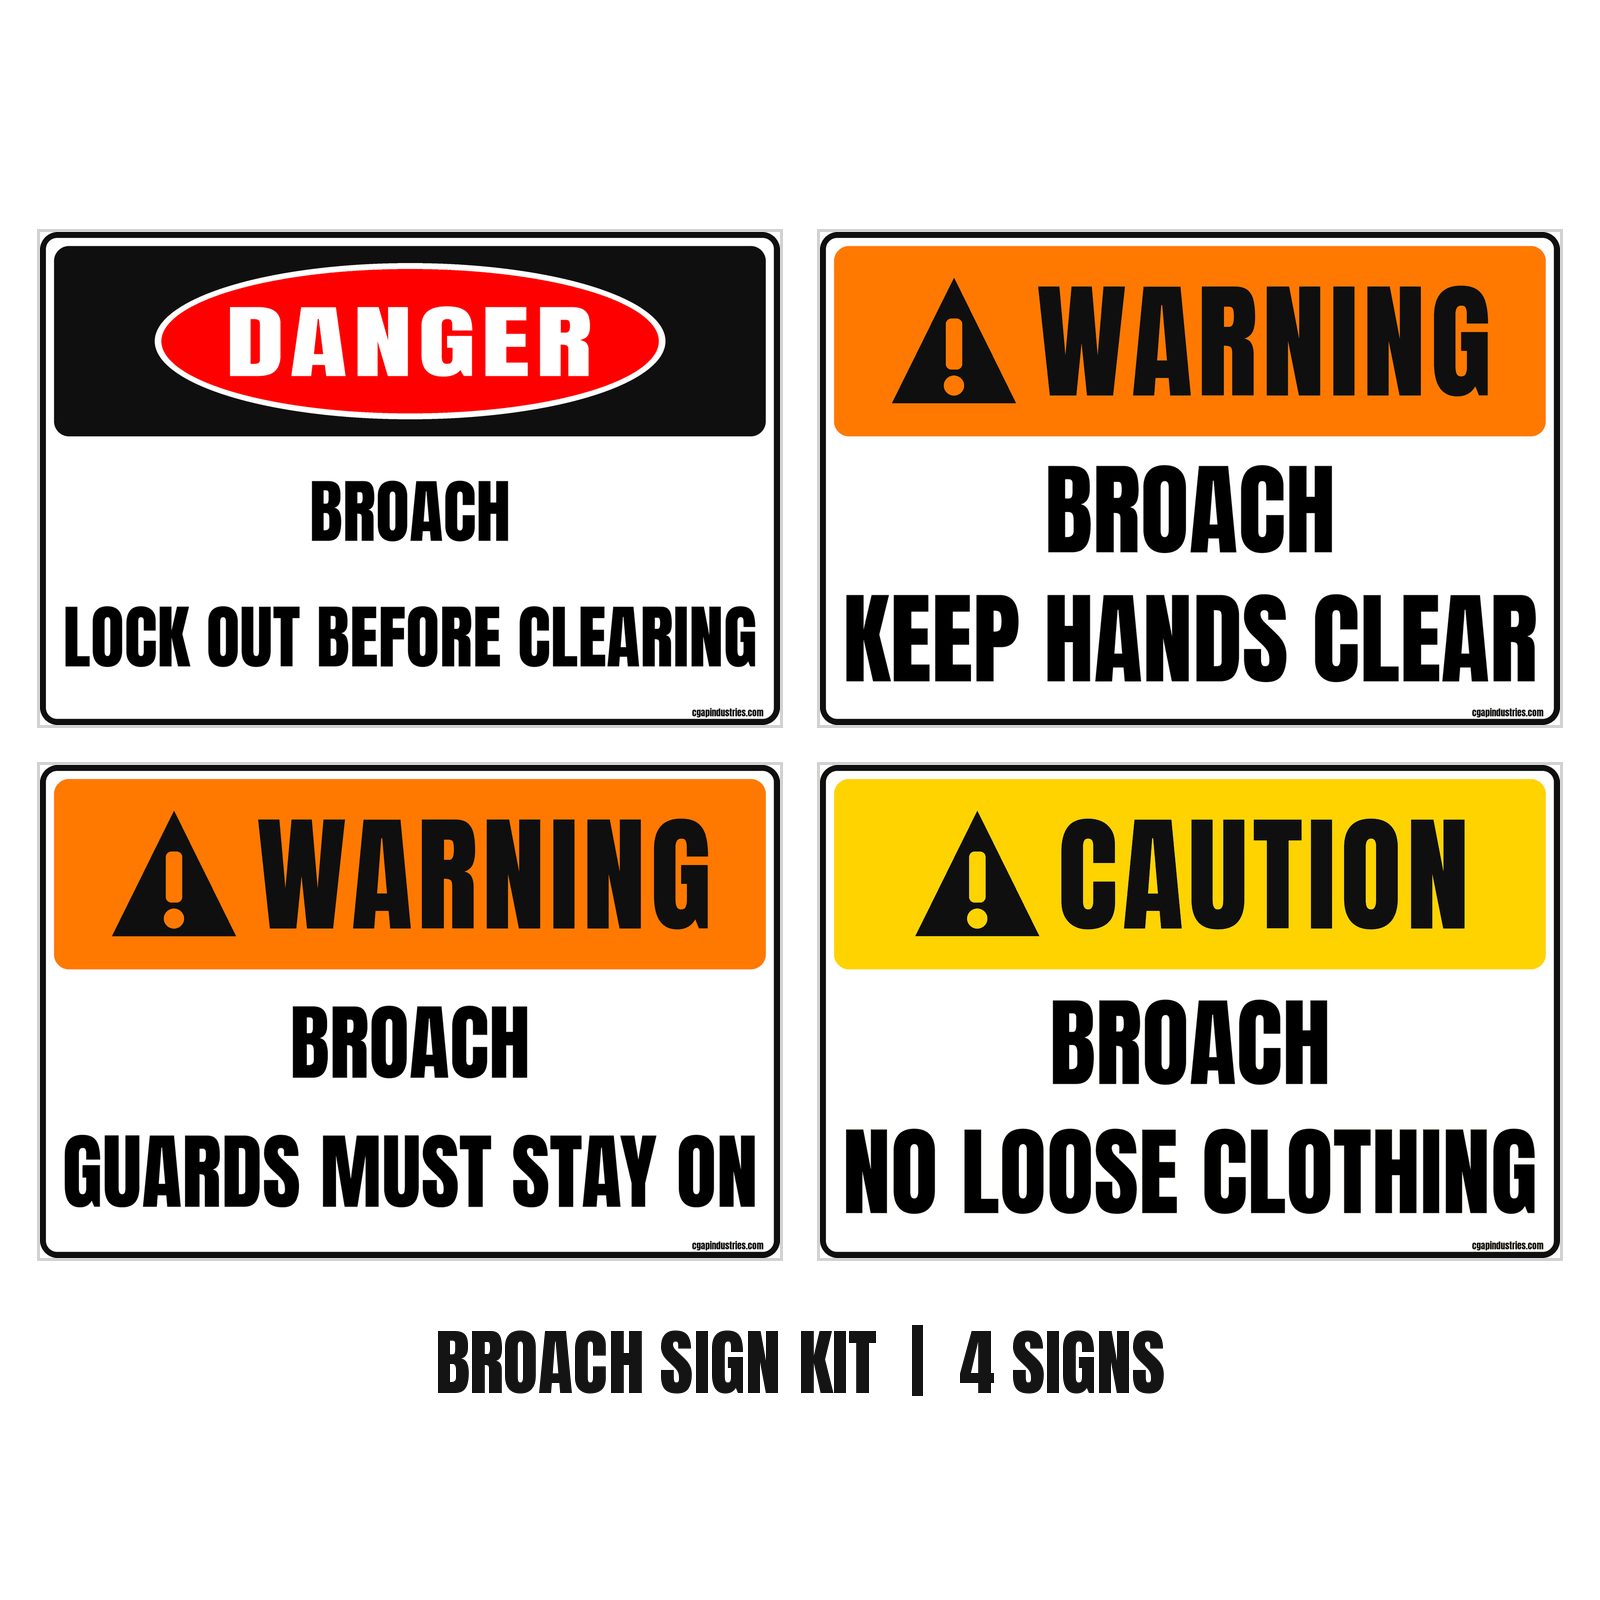 DANGER
BROACH
LOCK OUT BEFORE CLEARING
cgapindustries.com
WARNING
BROACH
KEEP HANDS CLEAR
cgapindustries.com
WARNING
BROACH
GUARDS MUST STAY ON
cgapindustries.com
CAUTION
BROACH
NO LOOSE CLOTHING
cgapindustries.com
BROACH SIGN KIT | 4 SIGNS